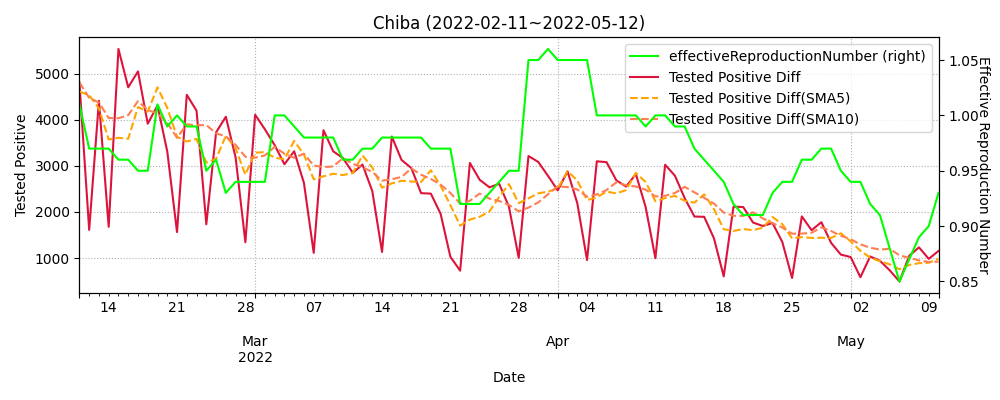 Chiba (2022-02-11~2022-05-12)
effectiveReproductionNumber (right)
Tested Positive Diff
Tested Positive Diff(SMA5)
Tested Positive Diff(SMA10)
Tested Positive
5000
4000
3000
2000
1000
1.05
1.00
0.95
0.90
0.85
Effective Reproduction Number
14 21 28 07 14 21 28 04 11 18 25 02 09
Mar Apr May
2022
Date